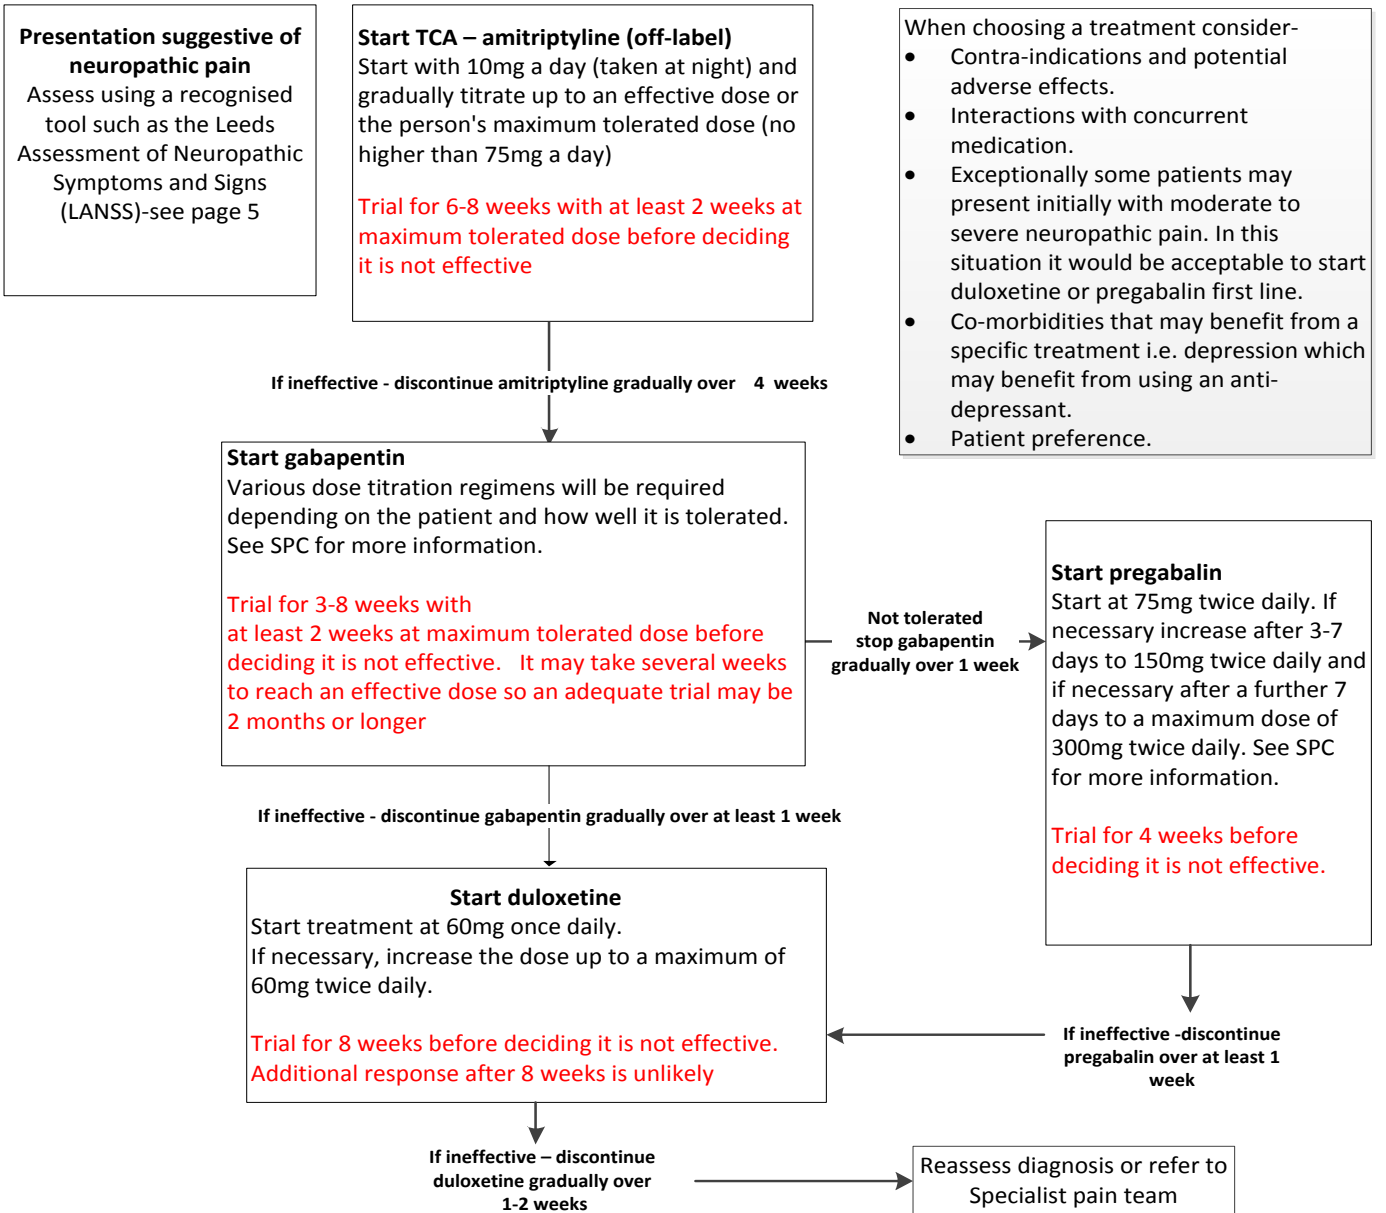 Presentation suggestive of
neuropathic pain
Assess using a recognised
tool such as the Leeds
Assessment of Neuropathic
Symptoms and Signs
(LANSS)-see page 5
Start TCA – amitriptyline (off-label)
Start with 10mg a day (taken at night) and
gradually titrate up to an effective dose or
the person's maximum tolerated dose (no
higher than 75mg a day)
Trial for 6-8 weeks with at least 2 weeks at
maximum tolerated dose before deciding
it is not effective
When choosing a treatment consider-
• Contra-indications and potential
adverse effects.
• Interactions with concurrent
medication.
• Exceptionally some patients may
present initially with moderate to
severe neuropathic pain. In this
situation it would be acceptable to start
duloxetine or pregabalin first line.
• Co-morbidities that may benefit from a
specific treatment i.e. depression which
may benefit from using an anti-
depressant.
• Patient preference.
If ineffective - discontinue amitriptyline gradually over 4 weeks
Start gabapentin
Various dose titration regimens will be required
depending on the patient and how well it is tolerated.
See SPC for more information.
Trial for 3-8 weeks with
at least 2 weeks at maximum tolerated dose before
deciding it is not effective. It may take several weeks
to reach an effective dose so an adequate trial may be
2 months or longer
Not tolerated
stop gabapentin
gradually over 1 week
Start pregabalin
Start at 75mg twice daily. If
necessary increase after 3-7
days to 150mg twice daily and
if necessary after a further 7
days to a maximum dose of
300mg twice daily. See SPC
for more information.
Trial for 4 weeks before
deciding it is not effective.
If ineffective - discontinue gabapentin gradually over at least 1 week
Start duloxetine
Start treatment at 60mg once daily.
If necessary, increase the dose up to a maximum of
60mg twice daily.
Trial for 8 weeks before deciding it is not effective.
Additional response after 8 weeks is unlikely
If ineffective -discontinue
pregabalin over at least 1
week
If ineffective – discontinue
duloxetine gradually over
1-2 weeks
Reassess diagnosis or refer to
Specialist pain team